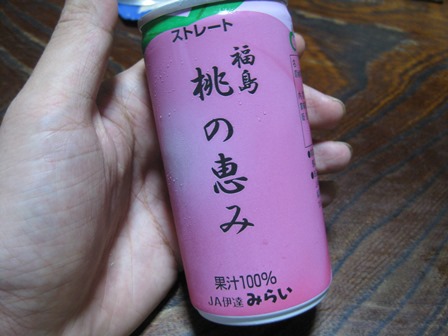 ストレート
福島
桃の恵み
果汁100%
JA伊達みらい